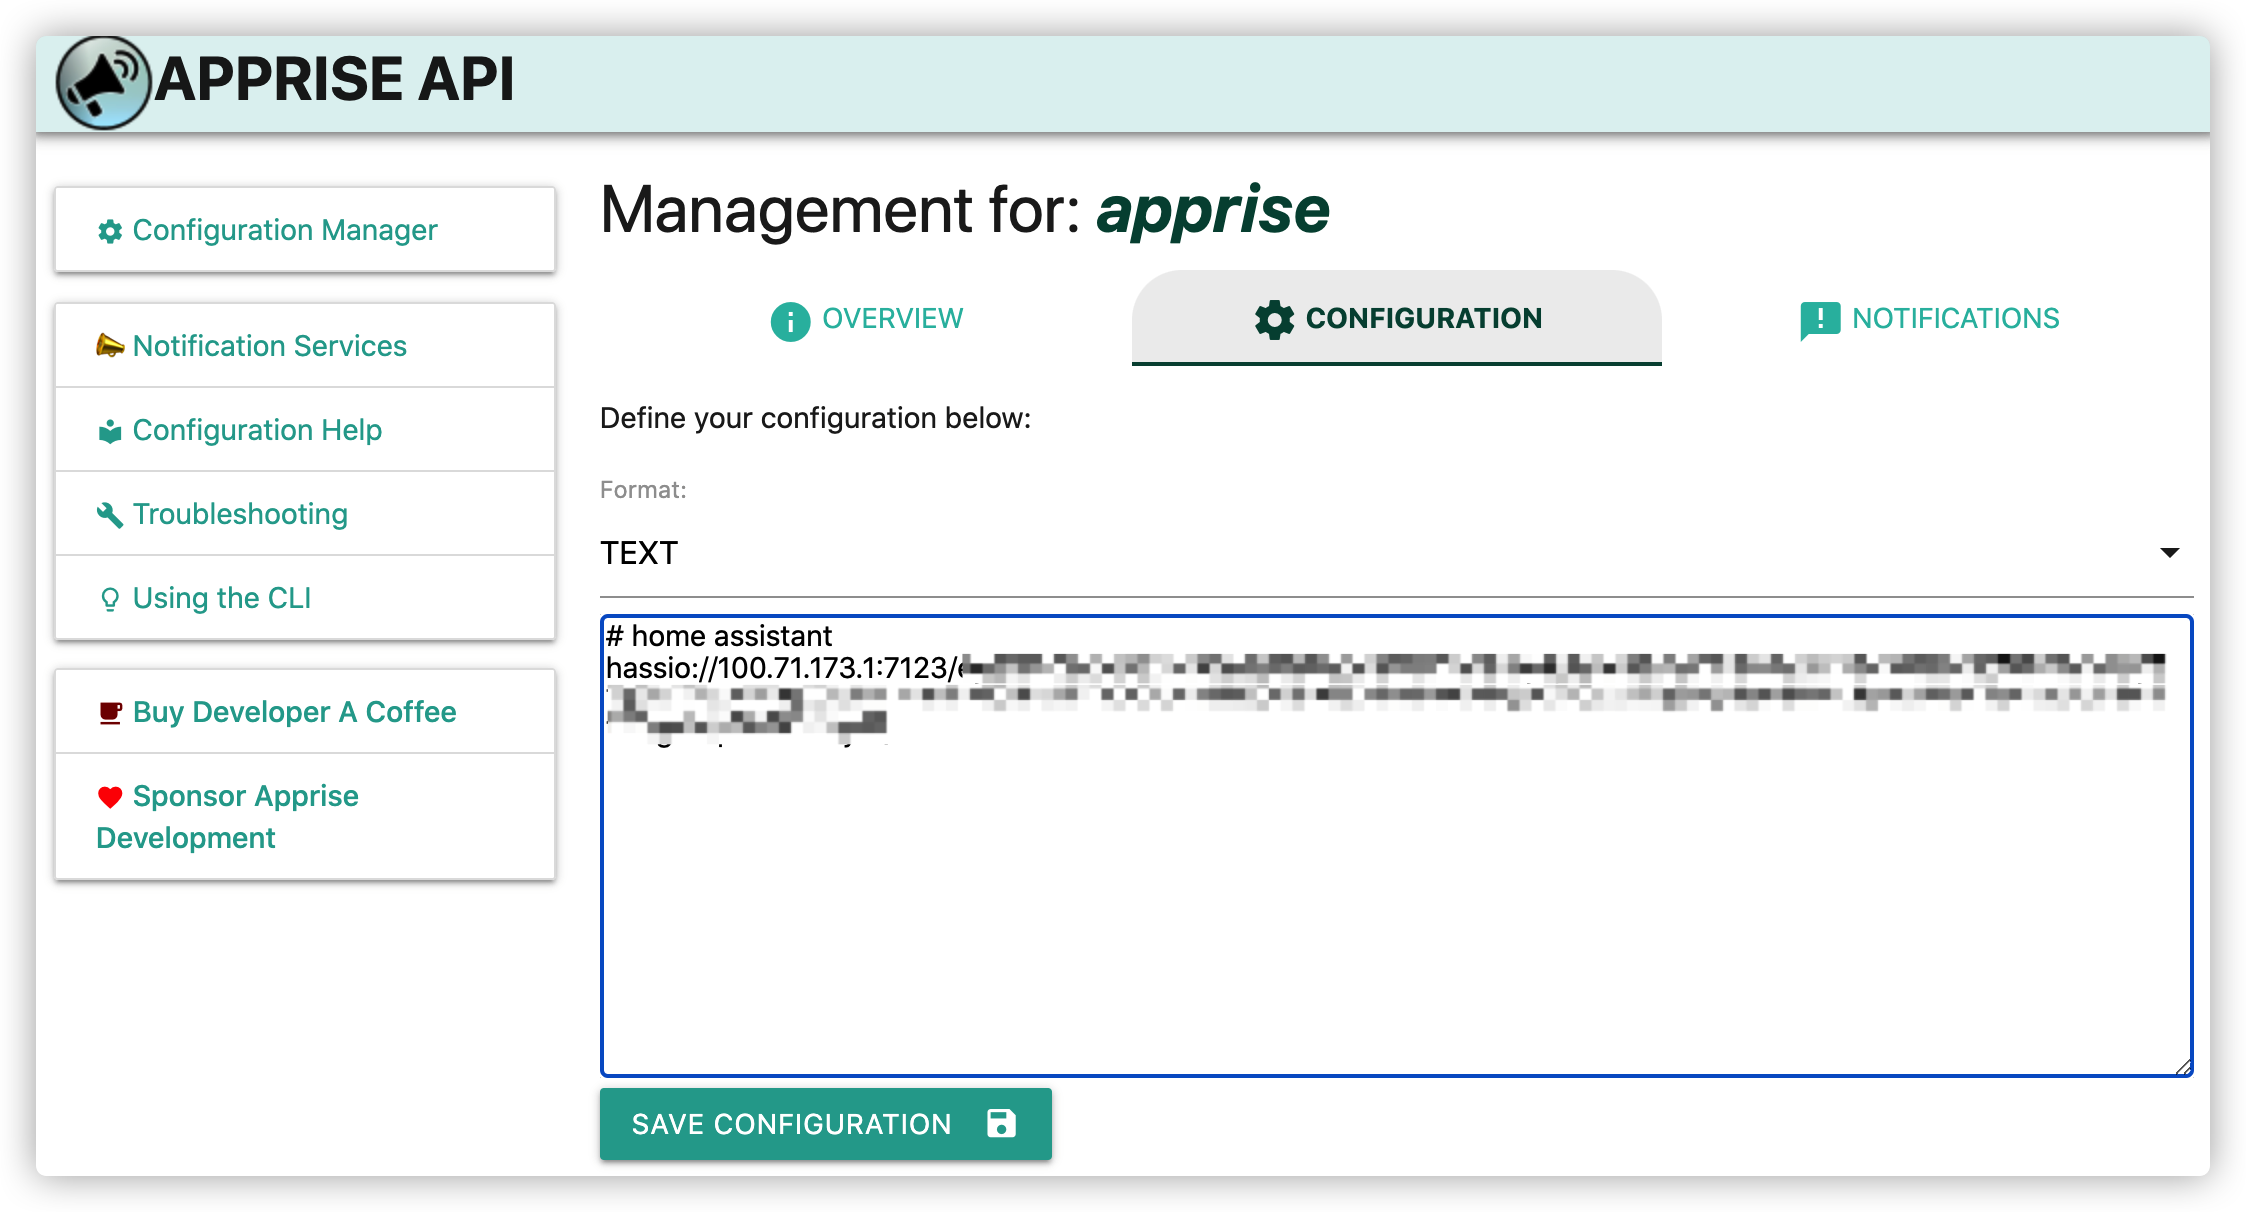 APPRISE API
Configuration Manager
Notification Services
Configuration Help
Troubleshooting
Using the CLI
Buy Developer A Coffee
Sponsor Apprise
Development
Management for: apprise
OVERVIEW
CONFIGURATION
NOTIFICATIONS
Define your configuration below:
Format:
TEXT
# home assistant
hassio://100.71.173.1:7123/
SAVE CONFIGURATION